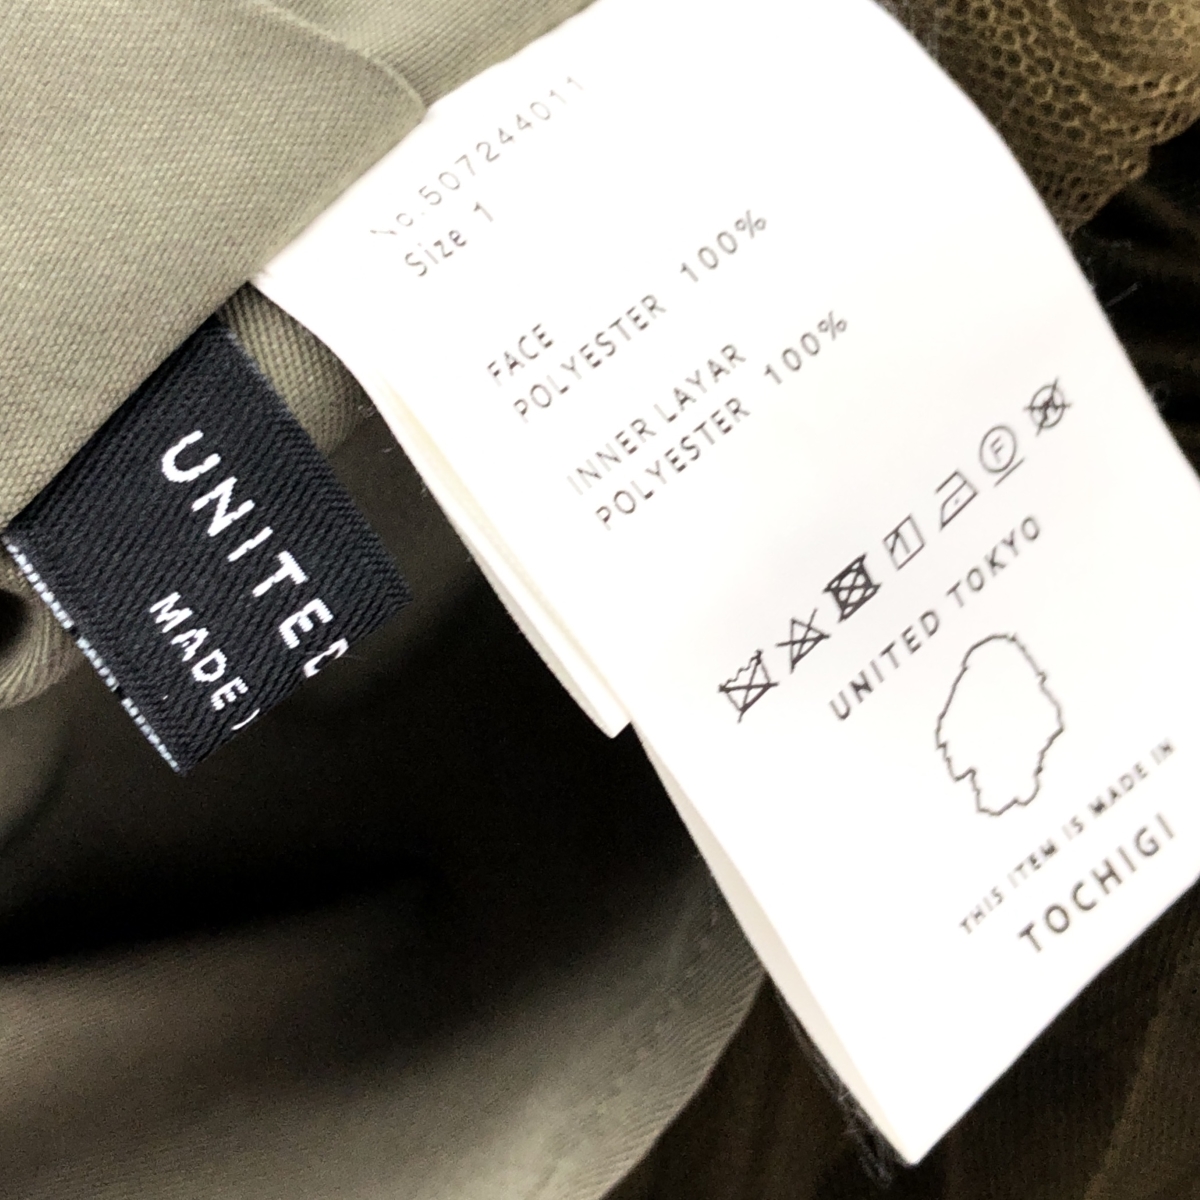 No.507244011
Size 1
FACE
POLYESTER 100%
INNER LAYAR
POLYESTER 100%
F
UNITED TOKYO
THIS ITEM IS MADE IN
TOCHIGI
UNITED
MADE